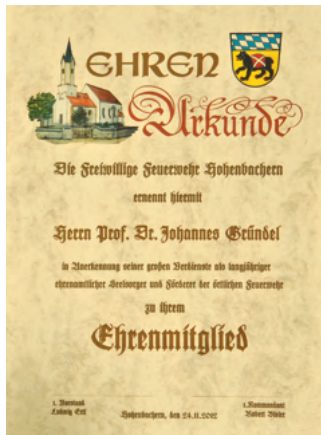 EHREN
Urkunde
Die Freiwillige Feuerwehr Hohenbachern
ernennt hiermit
Herrn Prof. Dr. Johannes Gründel
in Anerkennung seiner großen Verdienste als langjähriger
ehrenamtlicher Seelsorger und Förderer der örtlichen Feuerwehr
zu ihrem
Ehrenmitglied
1. Vorstand
Ludwig Ertl
Hohenbachern, den 24.11.2012
1.Kommandant
Robert